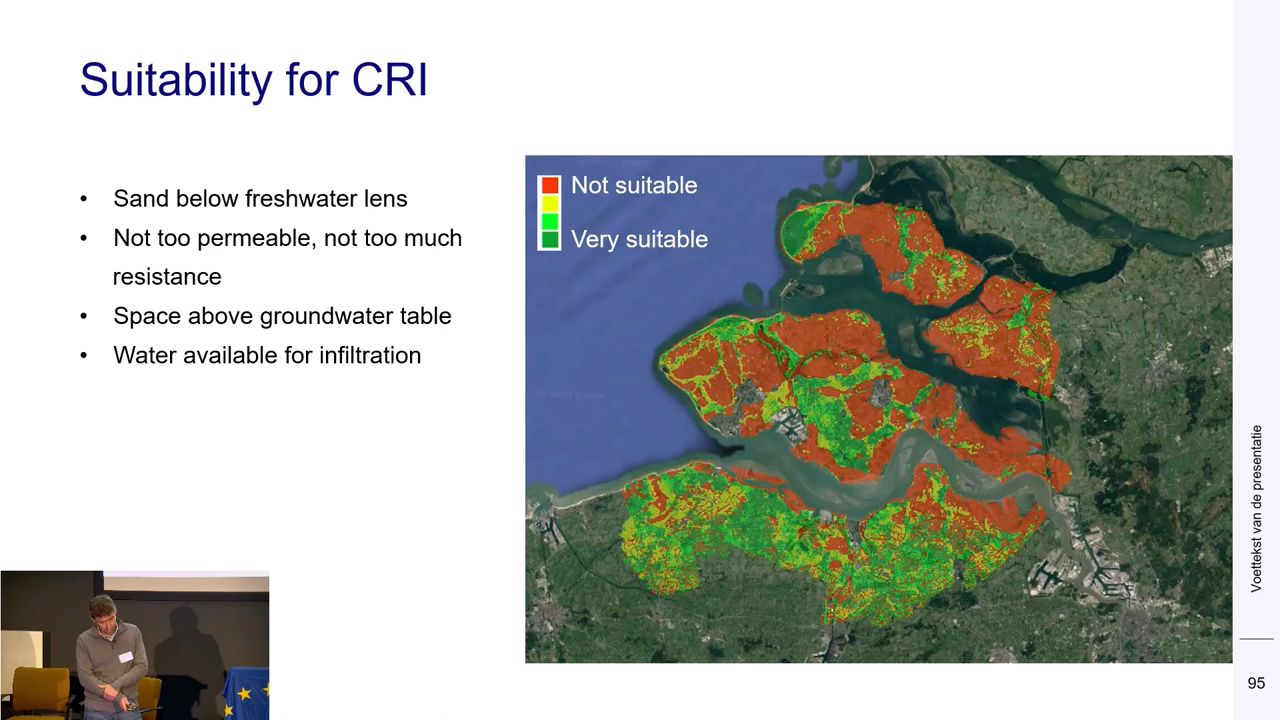 Suitability for CRI
• Sand below freshwater lens
• Not too permeable, not too much
resistance
• Space above groundwater table
• Water available for infiltration
Not suitable
Very suitable
Voettekst van de presentatie
95